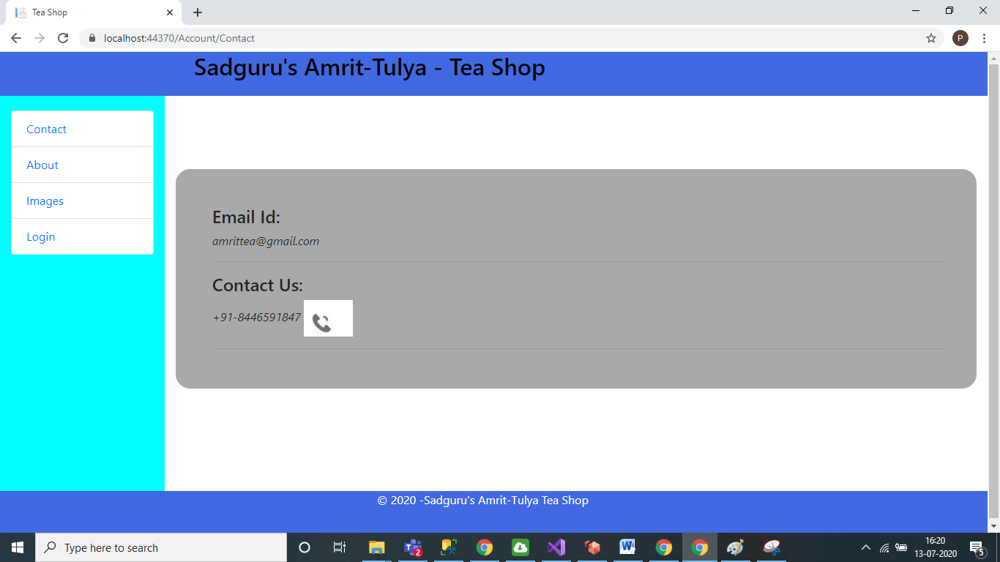 Tea Shop
localhost:44370/Account/Contact
P
Sadguru's Amrit-Tulya - Tea Shop
Contact
About
Images
Login
Email Id:
amrittea@gmail.com
Contact Us:
+91-8446591847
© 2020 -Sadguru's Amrit-Tulya Tea Shop
Type here to search
2
W
16:20
13-07-2020
5